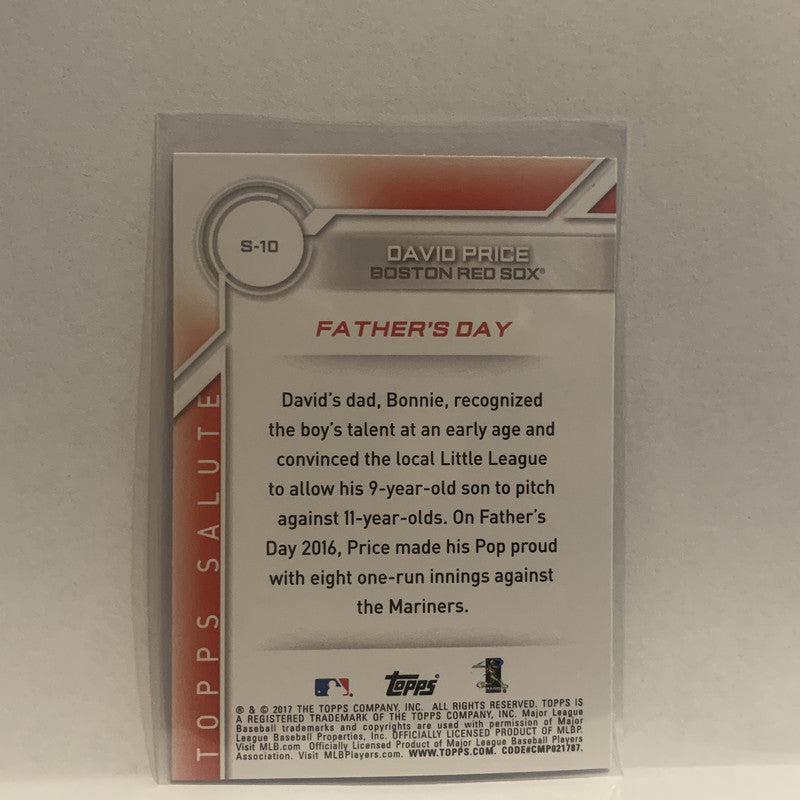 S-10
DAVID PRICE
BOSTON RED SOX®
FATHER'S DAY
David's dad, Bonnie, recognized
the boy's talent at an early age and
convinced the local Little League
to allow his 9-year-old son to pitch
against 11-year-olds. On Father's
Day 2016, Price made his Pop proud
with eight one-run innings against
the Mariners.
TOPPS SALUTE
topps
® & © 2017 THE TOPPS COMPANY, INC. ALL RIGHTS RESERVED. TOPPS IS
A REGISTERED TRADEMARK OF THE TOPPS COMPANY, INC. Major League
Baseball trademarks and copyrights are used with permission of Major
League Baseball Properties, Inc. OFFICIALLY LICENSED PRODUCT OF MLBP.
Visit MLB.com Officially Licensed Product of Major League Baseball Players
Association. Visit MLBPlayers.com. WWW.TOPPS.COM. CODE#CMP021787.